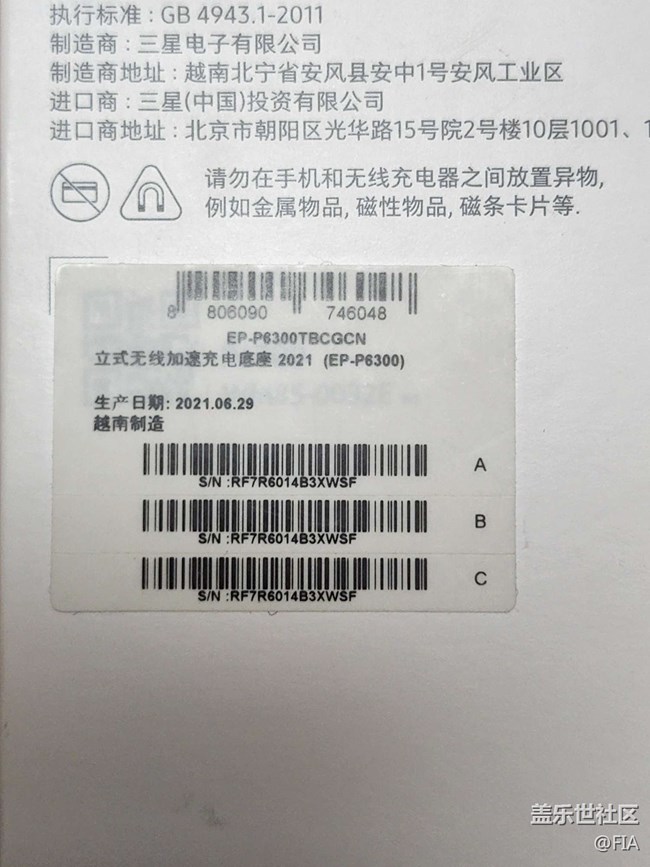 执行标准：GB 4943.1-2011
制造商：三星电子有限公司
制造商地址：越南北宁省安风县安中1号安风工业区
进口商：三星(中国)投资有限公司
进口商地址：北京市朝阳区光华路15号院2号楼10层1001、1
请勿在手机和无线充电器之间放置异物,
例如金属物品, 磁性物品, 磁条卡片等.
8 806090 746048
EP-P6300TBCGCN
立式无线加速充电底座 2021 (EP-P6300)
生产日期: 2021.06.29
越南制造
S/N :RF7R6014B3XWSF
A
S/N :RF7R6014B3XWSF
B
S/N :RF7R6014B3XWSF
C
盖乐世社区
@FIA